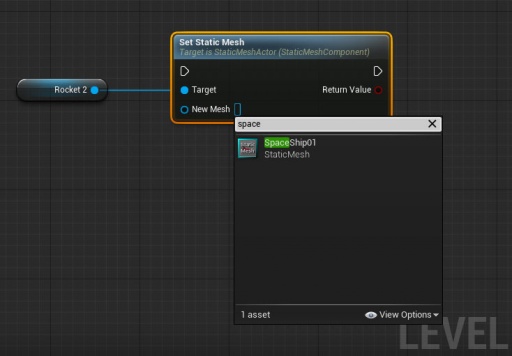 Set Static Mesh
Target is StaticMeshActor (StaticMeshComponent)
Rocket 2
Target
Return Value
New Mesh
space
Static
Mesh
SpaceShip01
StaticMesh
1 asset
View Options
LEVEL